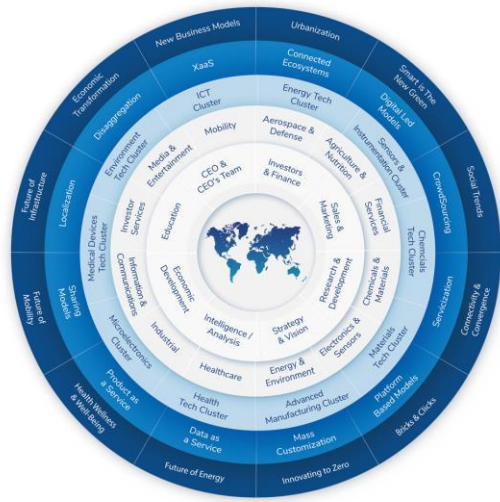 New Business Models
Urbanization
Smart is The
New Green
Social Trends
Connectivity &
Convergence
Bricks & Clicks
Innovating to Zero
Future of Energy
Health Wellness
& Well-Being
Future of
Mobility
Future of
Infrastructure
Economic
Transformation
XaaS
Connected
Ecosystems
Digital Led
Models
CrowdSourcing
Servicization
Platform
Based Models
Mass
Customization
Data as
a Service
Product as
a Service
Sharing
Models
Localization
Disaggregation
ICT
Cluster
Energy Tech
Cluster
Sensors &
Instrumentation Cluster
Chemcials
Tech Cluster
Materials
Tech Cluster
Advanced
Manufacturing Cluster
Health
Tech Cluster
Microelectronics
Cluster
Medical Devices
Tech Cluster
Environment
Tech Cluster
Mobility
Aerospace &
Defense
Agriculture &
Nutrition
Financial
Services
Chemicals &
Materials
Electronics &
Sensors
Energy &
Environment
Healthcare
Industrial
Information &
Communications
Investor
Services
Media &
Entertainment
Education
CEO &
CEO's Team
Investors
& Finance
Sales &
Marketing
Research &
Development
Strategy
& Vision
Intelligence /
Analysis
Economic
Development